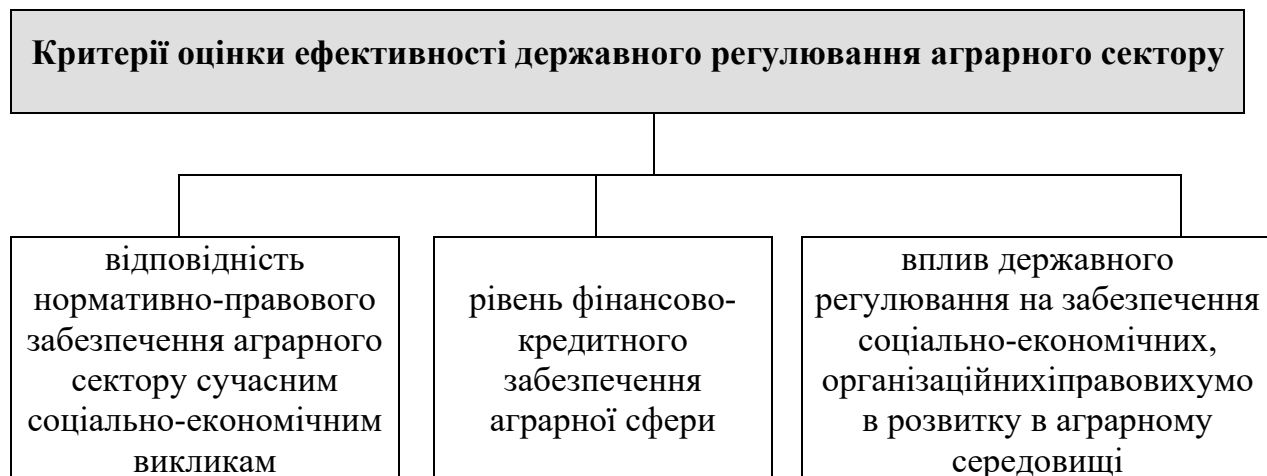 Критерії оцінки ефективності державного регулювання аграрного сектору
відповідність
нормативно-правового
забезпечення аграрного
сектору сучасним
соціально-економічним
викликам
рівень фінансово-
кредитного
забезпечення
аграрної сфери
вплив державного
регулювання на забезпечення
соціально-економічних,
організаційнихіправовихумо
в розвитку в аграрному
середовищі